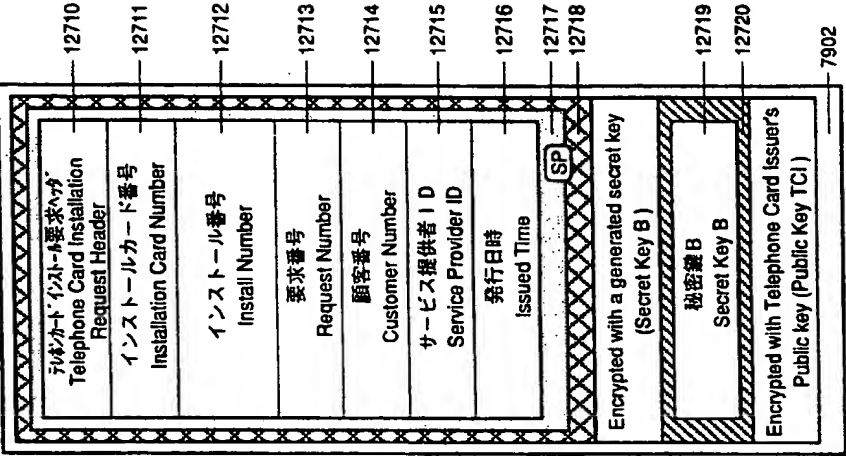 テレホンカードインストール要求ヘッダ
Telephone Card Installation
Request Header
インストールカード番号
Installation Card Number
インストール番号
Install Number
要求番号
Request Number
顧客番号
Customer Number
サービス提供者ID
Service Provider ID
発行日時
Issued Time
SP
Encrypted with a generated secret key
(Secret Key B)
秘密鍵B
Secret Key B
Encrypted with Telephone Card Issuer's
Public key (Public Key TCI)
12710
12711
12712
12713
12714
12715
12716
12717
12718
12719
12720
7902